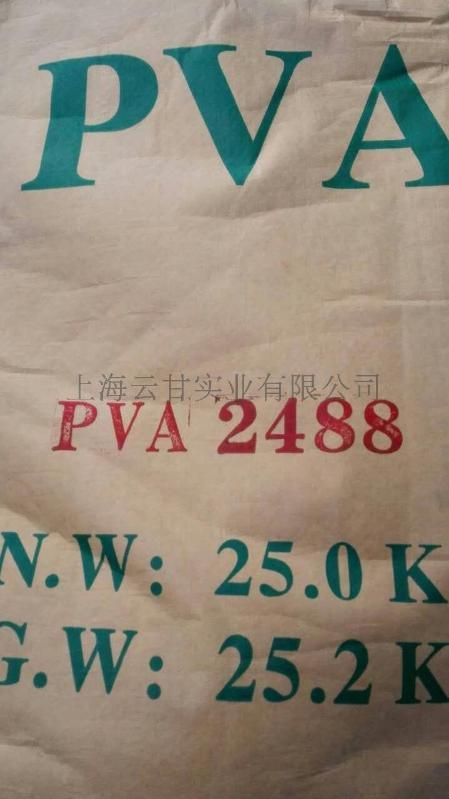 PVA
上海云甘实业有限公司
PVA 2488
N.W: 25.0 K
G.W: 25.2 K